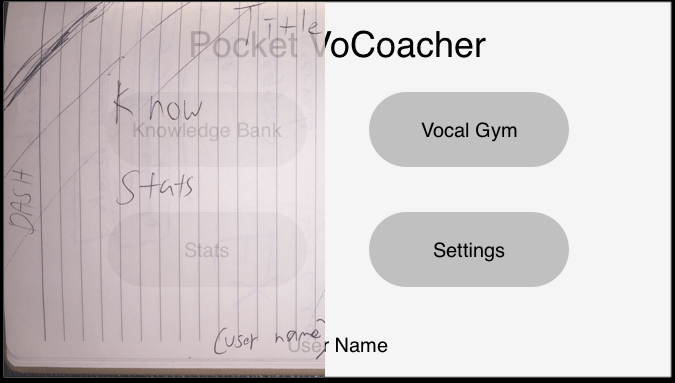 Title
Pocket VoCoacher
Know
Knowledge Bank
Vocal Gym
Stats
DASH
Stats
Settings
(user name)
User Name